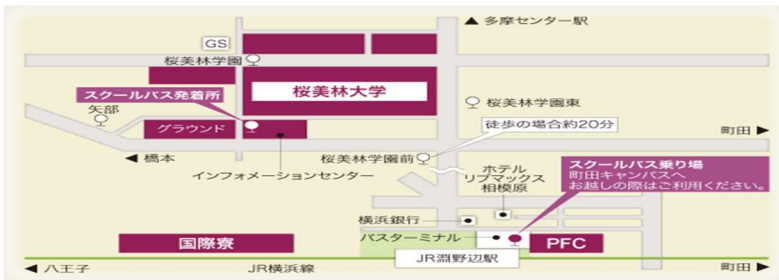 ▲ 多摩センター駅
GS
桜美林学園
スクールバス発着所
桜美林大学
矢部
桜美林学園東
グラウンド
徒歩の場合約20分
町田 ▶
◀ 橋本
桜美林学園前
インフォメーションセンター
ホテル
リブマックス
相模原
スクールバス乗り場
町田キャンパスへ
お越しの際はご利用ください。
横浜銀行
バスターミナル
国際寮
PFC
JR淵野辺駅
◀ 八王子
JR横浜線
町田 ▶